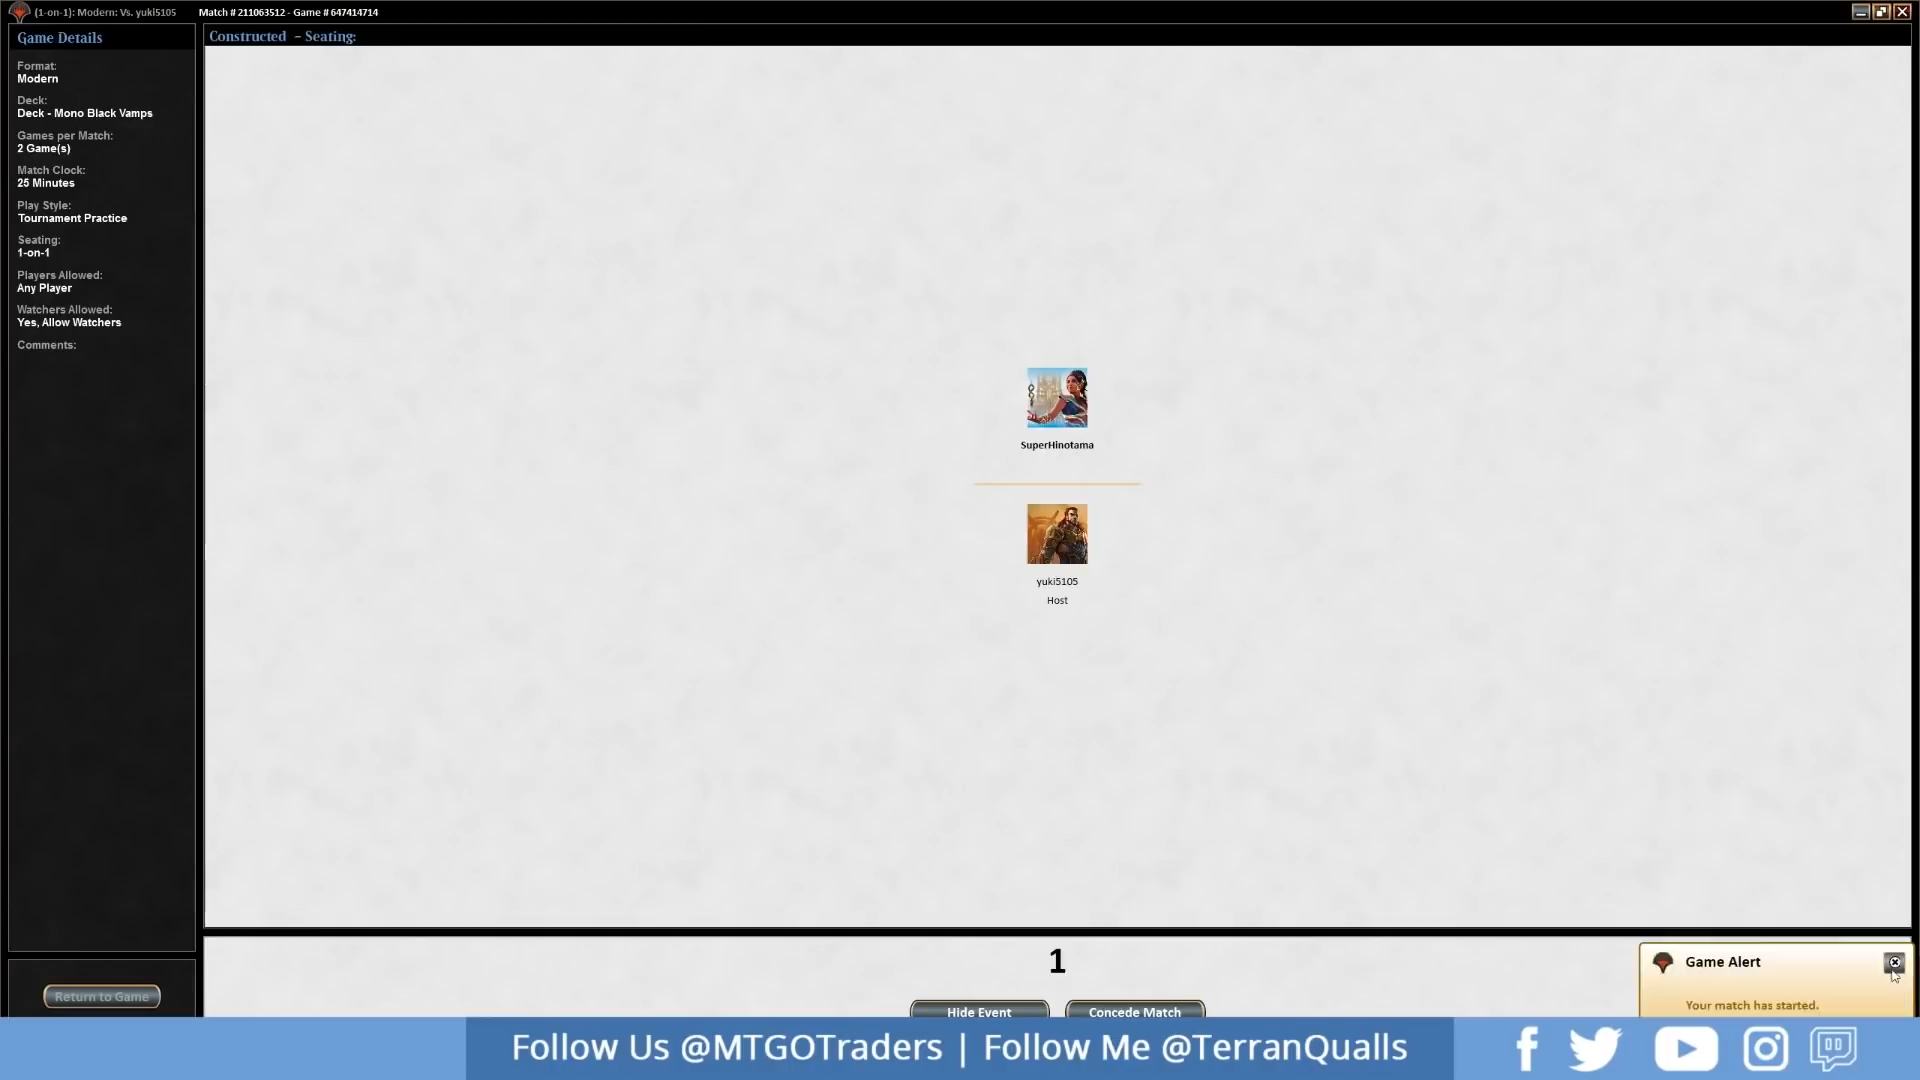 (1-on-1): Modern: Vs. yuki5105 Match # 211063512 - Game # 647414714
Game Details
Format:
Modern
Deck:
Deck - Mono Black Vamps
Games per Match:
2 Game(s)
Match Clock:
25 Minutes
Play Style:
Tournament Practice
Seating:
1-on-1
Players Allowed:
Any Player
Watchers Allowed:
Yes, Allow Watchers
Comments:
Return to Game
Constructed – Seating:
SuperHinotama
yuki5105
Host
1
Hide Event Concede Match
Game Alert
Your match has started.
Follow Us @MTGOTraders | Follow Me @TerranQualls